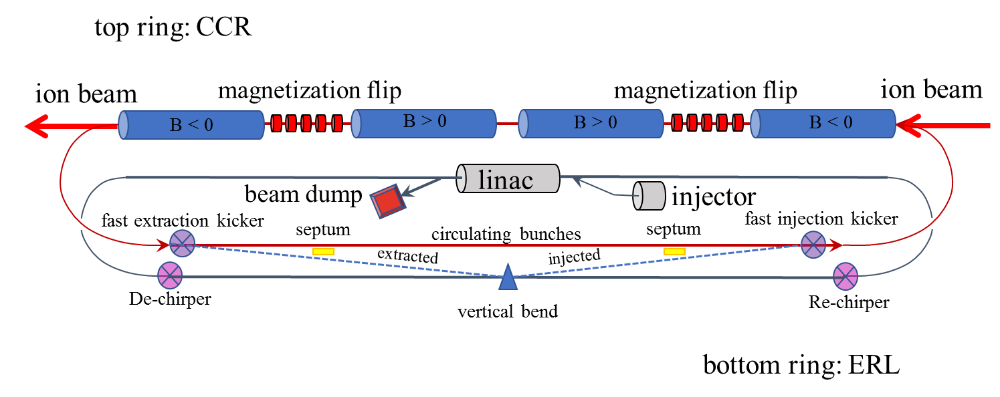 top ring: CCR
ion beam
magnetization flip
magnetization flip
ion beam
B < 0
B > 0
B > 0
B < 0
linac
beam dump
injector
fast extraction kicker
septum
circulating bunches
septum
fast injection kicker
extracted
injected
De-chirper
vertical bend
Re-chirper
bottom ring: ERL